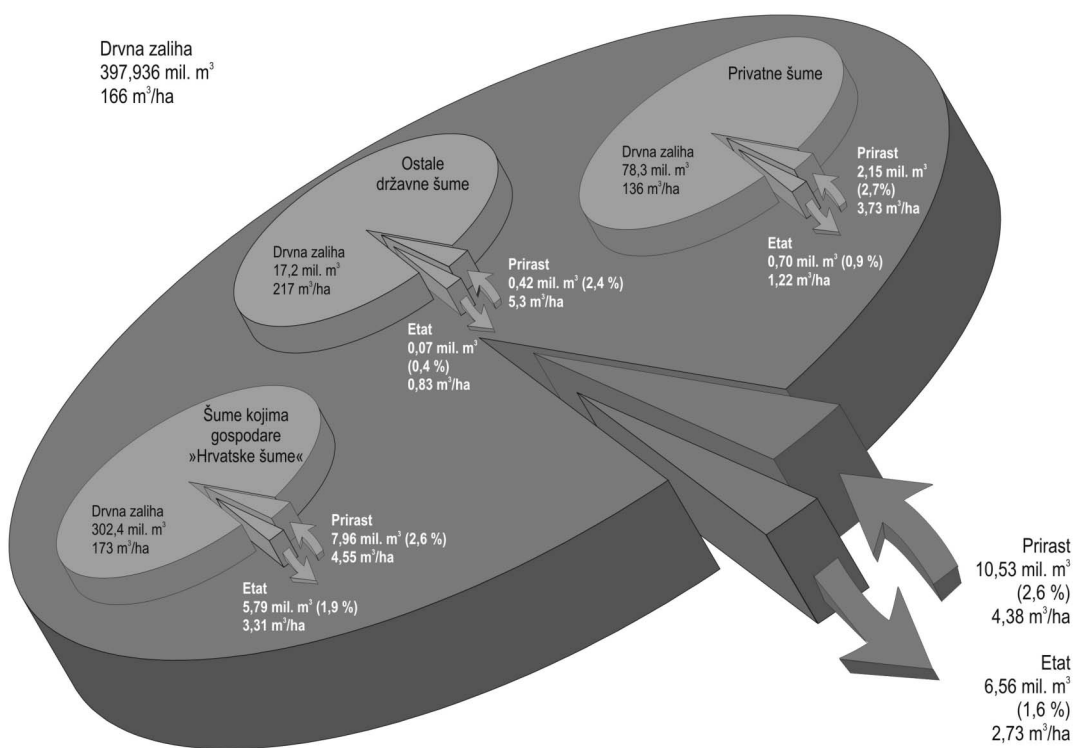 Drvna zaliha
397,936 mil. m³
166 m³/ha
Privatne šume
Drvna zaliha
78,3 mil. m³
136 m³/ha
Prirast
2,15 mil. m³
(2,7%)
3,73 m³/ha
Etat
0,70 mil. m³ (0,9 %)
1,22 m³/ha
Ostale
državne šume
Drvna zaliha
17,2 mil. m³
217 m³/ha
Prirast
0,42 mil. m³ (2,4 %)
5,3 m³/ha
Etat
0,07 mil. m³
(0,4 %)
0,83 m³/ha
Šume kojima
gospodare
»Hrvatske šume«
Drvna zaliha
302,4 mil. m³
173 m³/ha
Prirast
7,96 mil. m³ (2,6 %)
4,55 m³/ha
Etat
5,79 mil. m³ (1,9 %)
3,31 m³/ha
Prirast
10,53 mil. m³
(2,6 %)
4,38 m³/ha
Etat
6,56 mil. m³
(1,6 %)
2,73 m³/ha